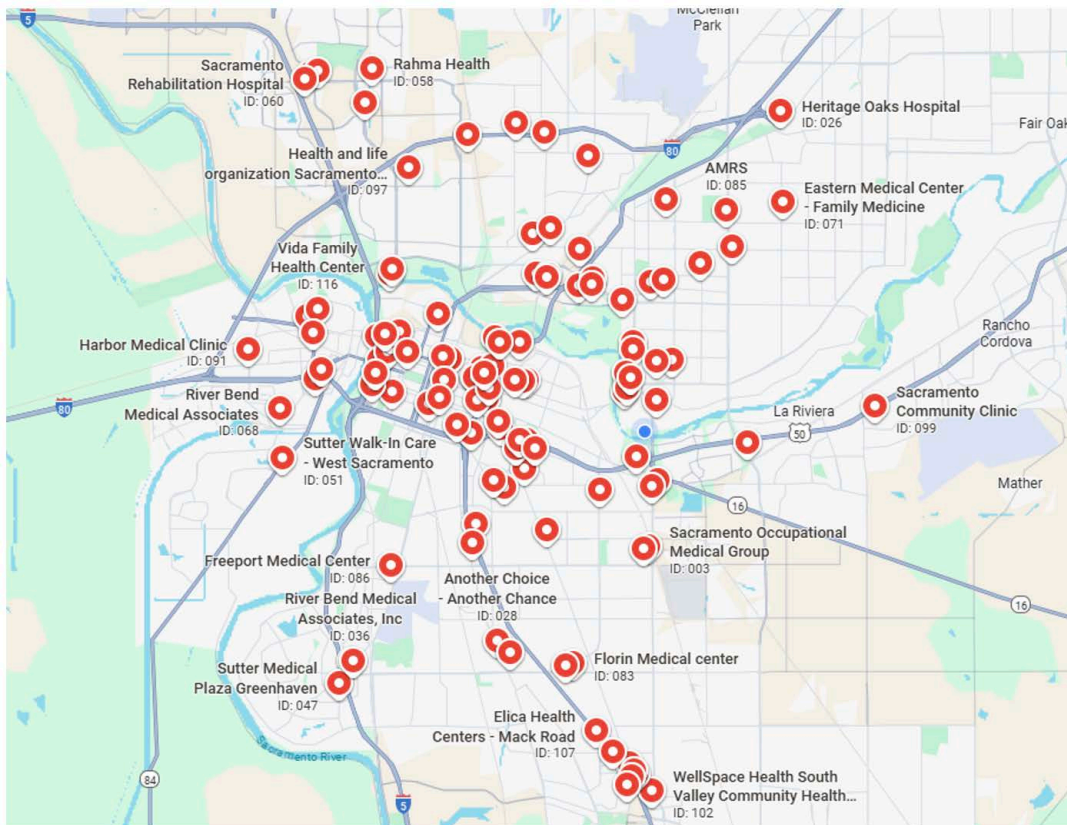 5
McClellan
Park
Sacramento
Rehabilitation Hospital
ID: 060
Rahma Health
ID: 058
Heritage Oaks Hospital
ID: 026
Fair Oak
80
Health and life
organization Sacramento...
ID: 097
AMRS
ID: 085
Eastern Medical Center
- Family Medicine
ID: 071
Vida Family
Health Center
ID: 116
Harbor Medical Clinic
ID: 091
Rancho
Cordova
80
River Bend
Medical Associates
ID: 068
La Riviera
50
Sacramento
Community Clinic
ID: 099
Sutter Walk-In Care
- West Sacramento
ID: 051
Mather
16
Sacramento Occupational
Medical Group
ID: 003
Freeport Medical Center
ID: 086
Another Choice
- Another Chance
ID: 028
16
River Bend Medical
Associates, Inc
ID: 036
Sutter Medical
Plaza Greenhaven
ID: 047
Florin Medical center
ID: 083
Elica Health
Centers - Mack Road
ID: 107
Sacramento River
84
5
WellSpace Health South
Valley Community Health...
ID: 102